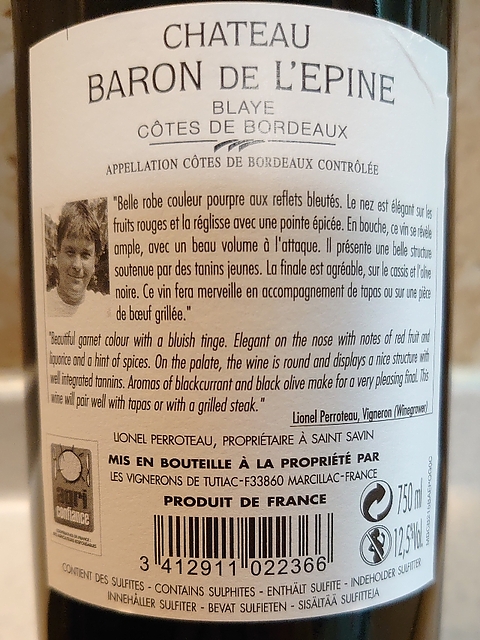 CHATEAU
BARON DE L'EPINE
BLAYE
CÔTES DE BORDEAUX
APPELLATION CÔTES DE BORDEAUX CONTRÔLÉE
"Belle robe couleur pourpre aux reflets bleutés. Le nez est élégant sur les
fruits rouges et la réglisse avec une pointe épicée. En bouche, ce vin se révèle
ample, avec un beau volume à l'attaque. Il présente une belle structure
soutenue par des tanins jeunes. La finale est agréable, sur le cassis et l'olive
noire. Ce vin fera merveille en accompagnement de tapas ou sur une pièce
de bœuf grillée."
"Beautiful garnet colour with a bluish tinge. Elegant on the nose with notes of red fruit and
liquorice and a hint of spices. On the palate, the wine is round and displays a nice structure with
well integrated tannins. Aromas of blackcurrant and black olive make for a very pleasing final. This
wine will pair well with tapas or with a grilled steak."
Lionel Perroteau, Vigneron (Winegrower)
LIONEL PERROTEAU, PROPRIÉTAIRE À SAINT SAVIN
MIS EN BOUTEILLE À LA PROPRIÉTÉ PAR
LES VIGNERONS DE TUTIAC-F33860 MARCILLAC-FRANCE
PRODUIT DE FRANCE
agri
confiance
750 ml
12,5%Vol.
3 412911 022366
CONTIENT DES SULFITES - CONTAINS SULPHITES - ENTHÄLT SULFITE - INDEHOLDER SULFITTER
INNEHÅLLER SULFITER - BEVAT SULFIETEN - SISÄLTÄÄ SULFIITTEJA